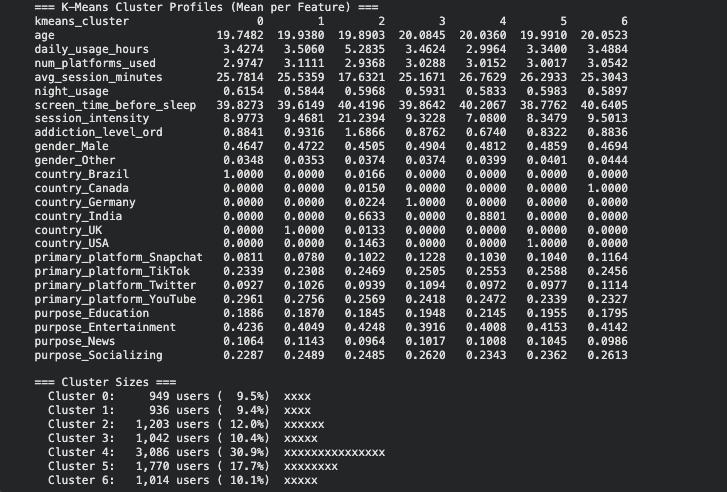 === K-Means Cluster Profiles (Mean per Feature) ===
kmeans_cluster 0 1 2 3 4 5 6
age 19.7482 19.9380 19.8903 20.0845 20.0360 19.9910 20.0523
daily_usage_hours 3.4274 3.5060 5.2835 3.4624 2.9964 3.3400 3.4884
num_platforms_used 2.9747 3.1111 2.9368 3.0288 3.0152 3.0017 3.0542
avg_session_minutes 25.7814 25.5359 17.6321 25.1671 26.7629 26.2933 25.3043
night_usage 0.6154 0.5844 0.5968 0.5931 0.5833 0.5983 0.5897
screen_time_before_sleep 39.8273 39.6149 40.4196 39.8642 40.2067 38.7762 40.6405
session_intensity 8.9773 9.4681 21.2394 9.3228 7.0800 8.3479 9.5013
addiction_level_ord 0.8841 0.9316 1.6866 0.8762 0.6740 0.8322 0.8836
gender_Male 0.4647 0.4722 0.4505 0.4904 0.4812 0.4859 0.4694
gender_Other 0.0348 0.0353 0.0374 0.0374 0.0399 0.0401 0.0444
country_Brazil 1.0000 0.0000 0.0166 0.0000 0.0000 0.0000 0.0000
country_Canada 0.0000 0.0000 0.0150 0.0000 0.0000 0.0000 1.0000
country_Germany 0.0000 0.0000 0.0224 1.0000 0.0000 0.0000 0.0000
country_India 0.0000 0.0000 0.6633 0.0000 0.8801 0.0000 0.0000
country_UK 0.0000 1.0000 0.0133 0.0000 0.0000 0.0000 0.0000
country_USA 0.0000 0.0000 0.1463 0.0000 0.0000 1.0000 0.0000
primary_platform_Snapchat 0.0811 0.0780 0.1022 0.1228 0.1030 0.1040 0.1164
primary_platform_TikTok 0.2339 0.2308 0.2469 0.2505 0.2553 0.2588 0.2456
primary_platform_Twitter 0.0927 0.1026 0.0939 0.1094 0.0972 0.0977 0.1114
primary_platform_YouTube 0.2961 0.2756 0.2569 0.2418 0.2472 0.2339 0.2327
purpose_Education 0.1886 0.1870 0.1845 0.1948 0.2145 0.1955 0.1795
purpose_Entertainment 0.4236 0.4049 0.4248 0.3916 0.4008 0.4153 0.4142
purpose_News 0.1064 0.1143 0.0964 0.1017 0.1008 0.1045 0.0986
purpose_Socializing 0.2287 0.2489 0.2485 0.2620 0.2343 0.2362 0.2613
=== Cluster Sizes ===
Cluster 0: 949 users ( 9.5%) xxxx
Cluster 1: 936 users ( 9.4%) xxxx
Cluster 2: 1,203 users ( 12.0%) xxxxxx
Cluster 3: 1,042 users ( 10.4%) xxxxx
Cluster 4: 3,086 users ( 30.9%) xxxxxxxxxxxxxxx
Cluster 5: 1,770 users ( 17.7%) xxxxxxxx
Cluster 6: 1,014 users ( 10.1%) xxxxx